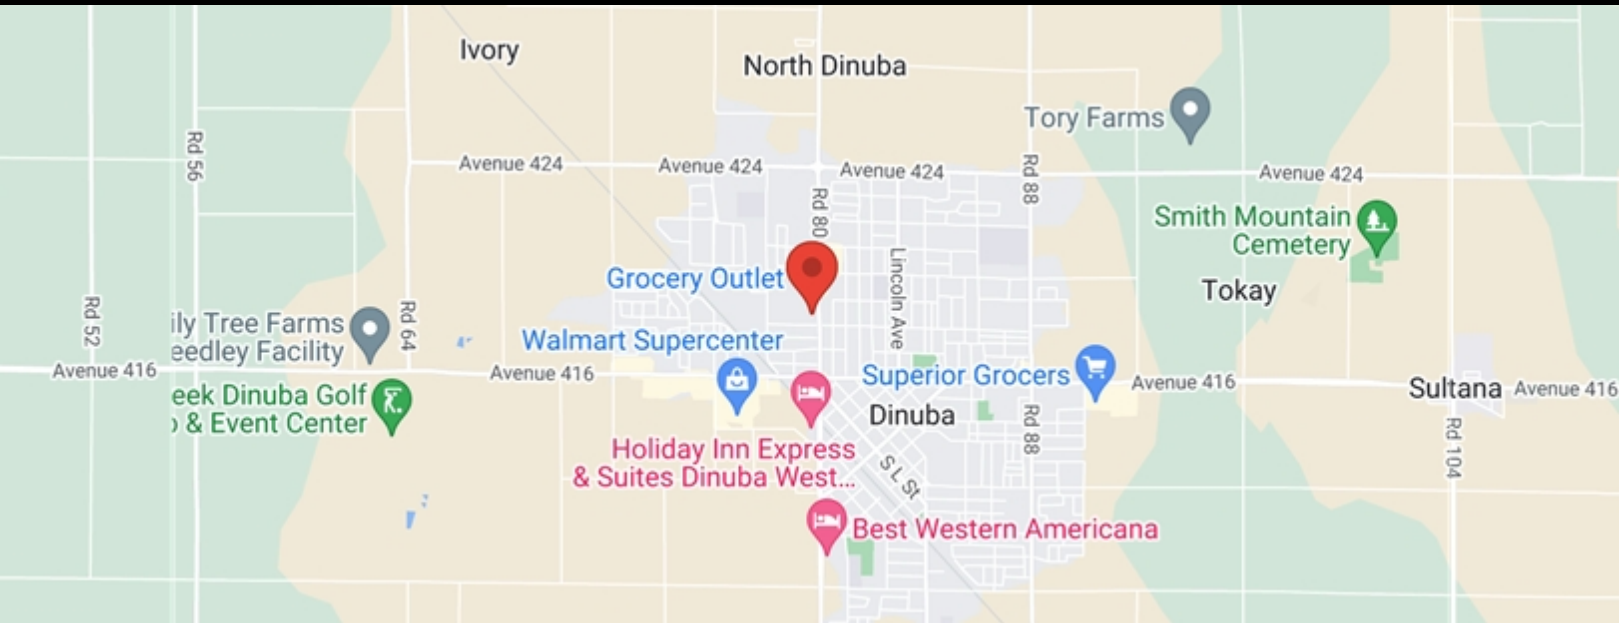 Ivory
North Dinuba
Tory Farms
Rd 56
Avenue 424
Avenue 424
Avenue 424
Rd 88
Avenue 424
Rd 80
Smith Mountain
Cemetery
Grocery Outlet
Lincoln Ave
Tokay
Rd 52
ily Tree Farms
eedley Facility
Rd 64
Walmart Supercenter
Avenue 416
Avenue 416
Superior Grocers
Avenue 416
Sultana
Avenue 416
eek Dinuba Golf
& Event Center
Dinuba
Rd 88
Rd 104
Holiday Inn Express
& Suites Dinuba West...
S L St
Best Western Americana